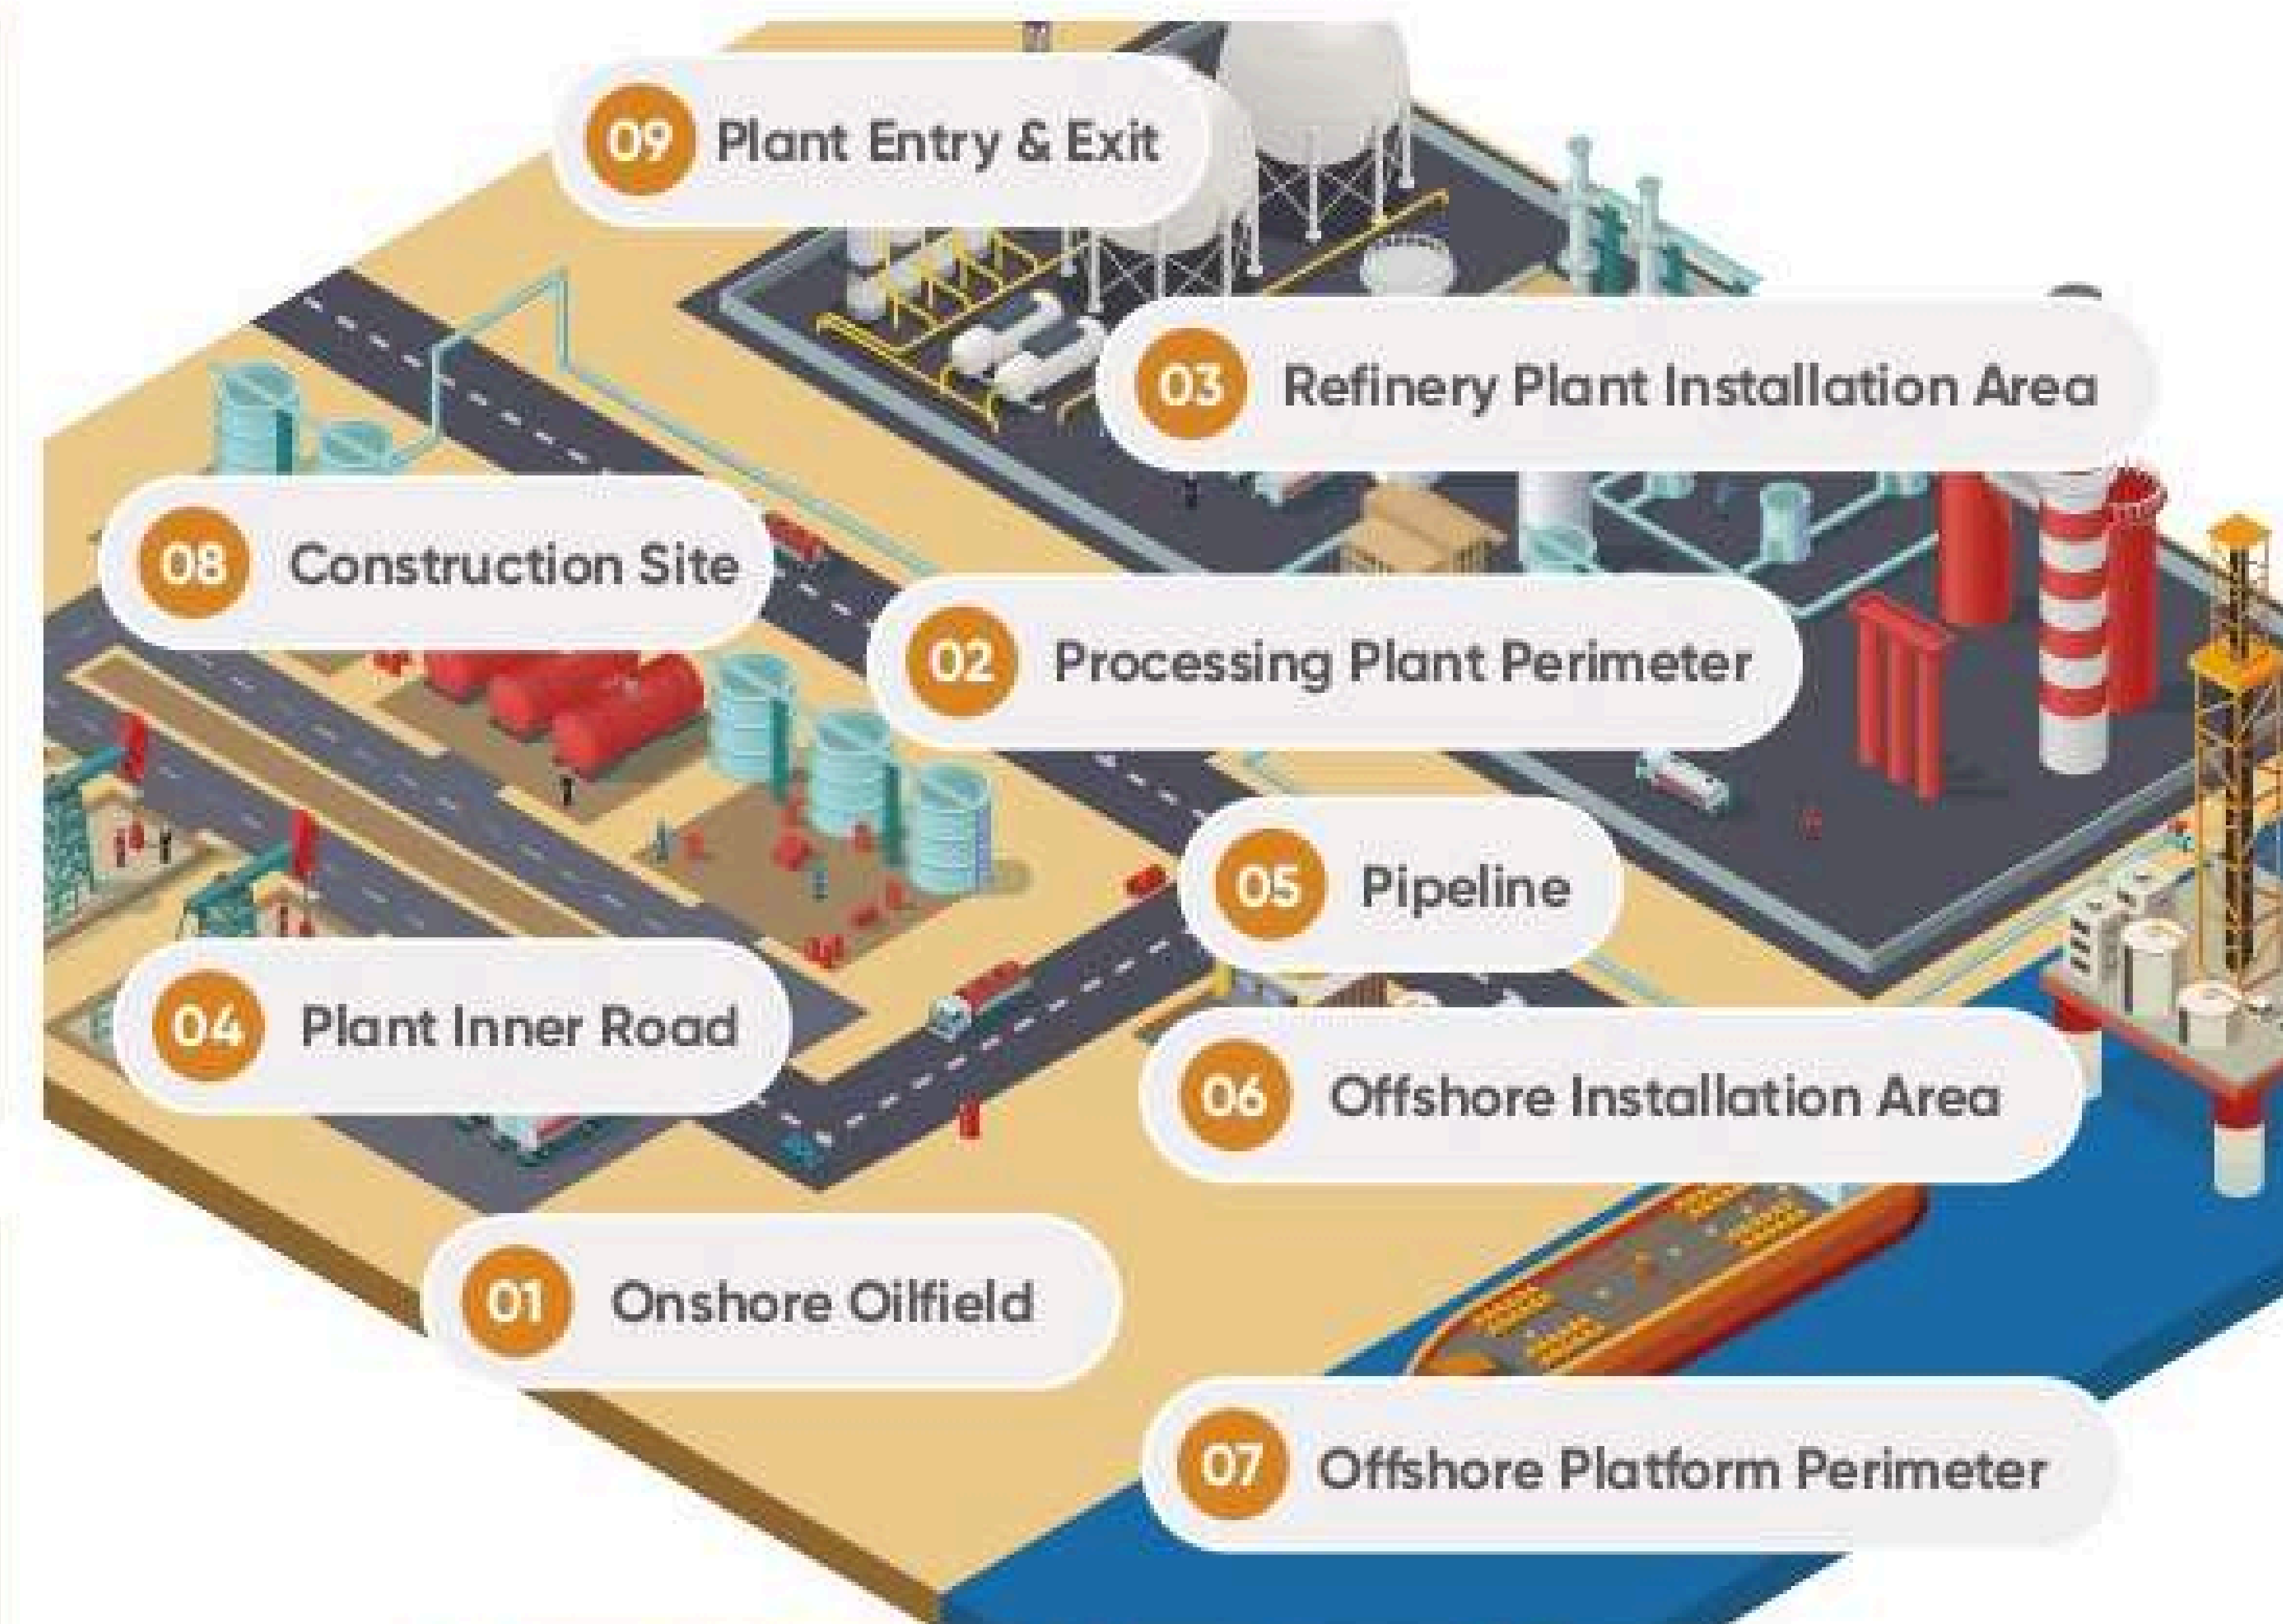 09 Plant Entry & Exit
03 Refinery Plant Installation Area
08 Construction Site
02 Processing Plant Perimeter
05 Pipeline
04 Plant Inner Road
06 Offshore Installation Area
01 Onshore Oilfield
07 Offshore Platform Perimeter